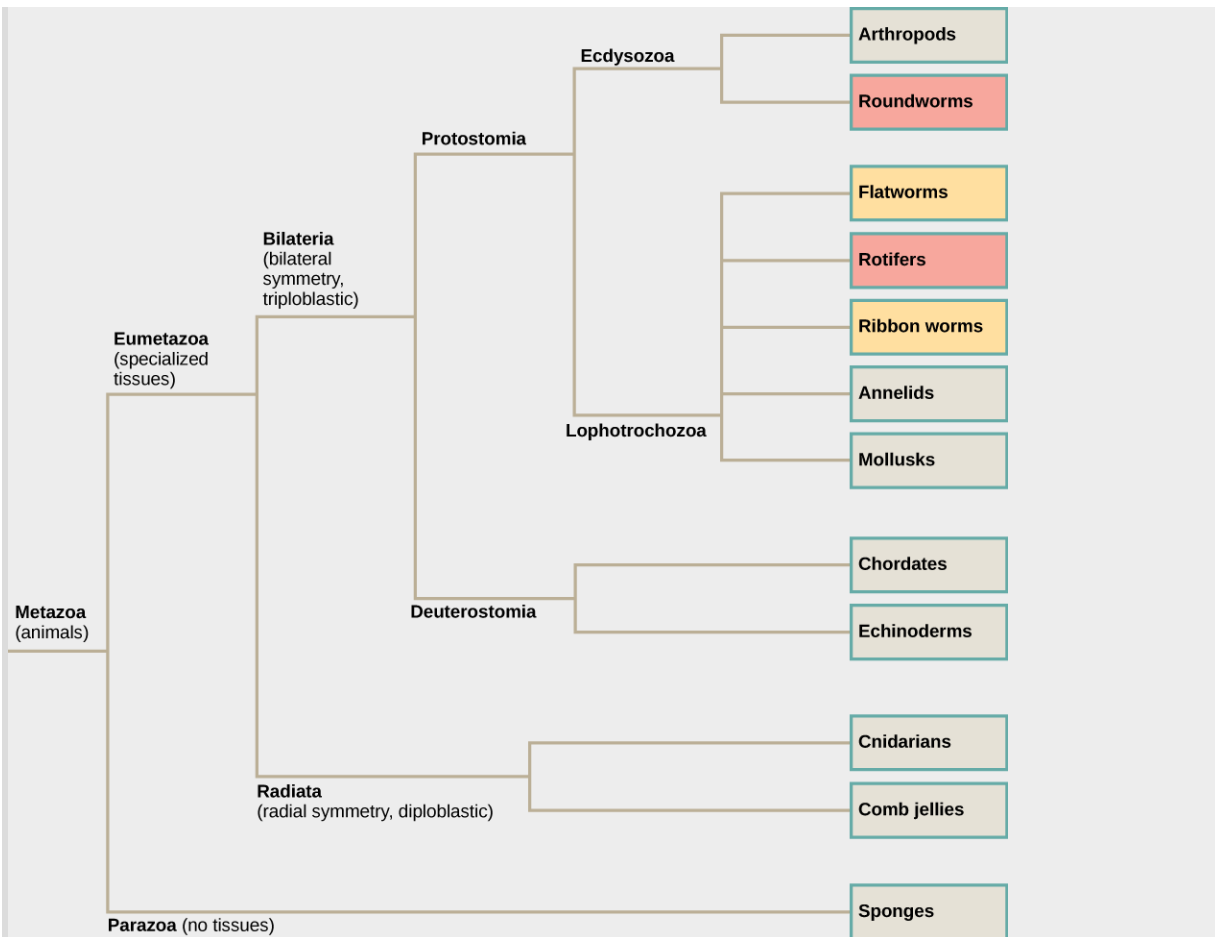 Arthropods
Ecdysozoa
Roundworms
Protostomia
Flatworms
Bilateria
(bilateral
symmetry,
triploblastic)
Rotifers
Ribbon worms
Eumetazoa
(specialized
tissues)
Annelids
Lophotrochozoa
Mollusks
Chordates
Metazoa
(animals)
Deuterostomia
Echinoderms
Cnidarians
Radiata
(radial symmetry, diploblastic)
Comb jellies
Sponges
Parazoa (no tissues)